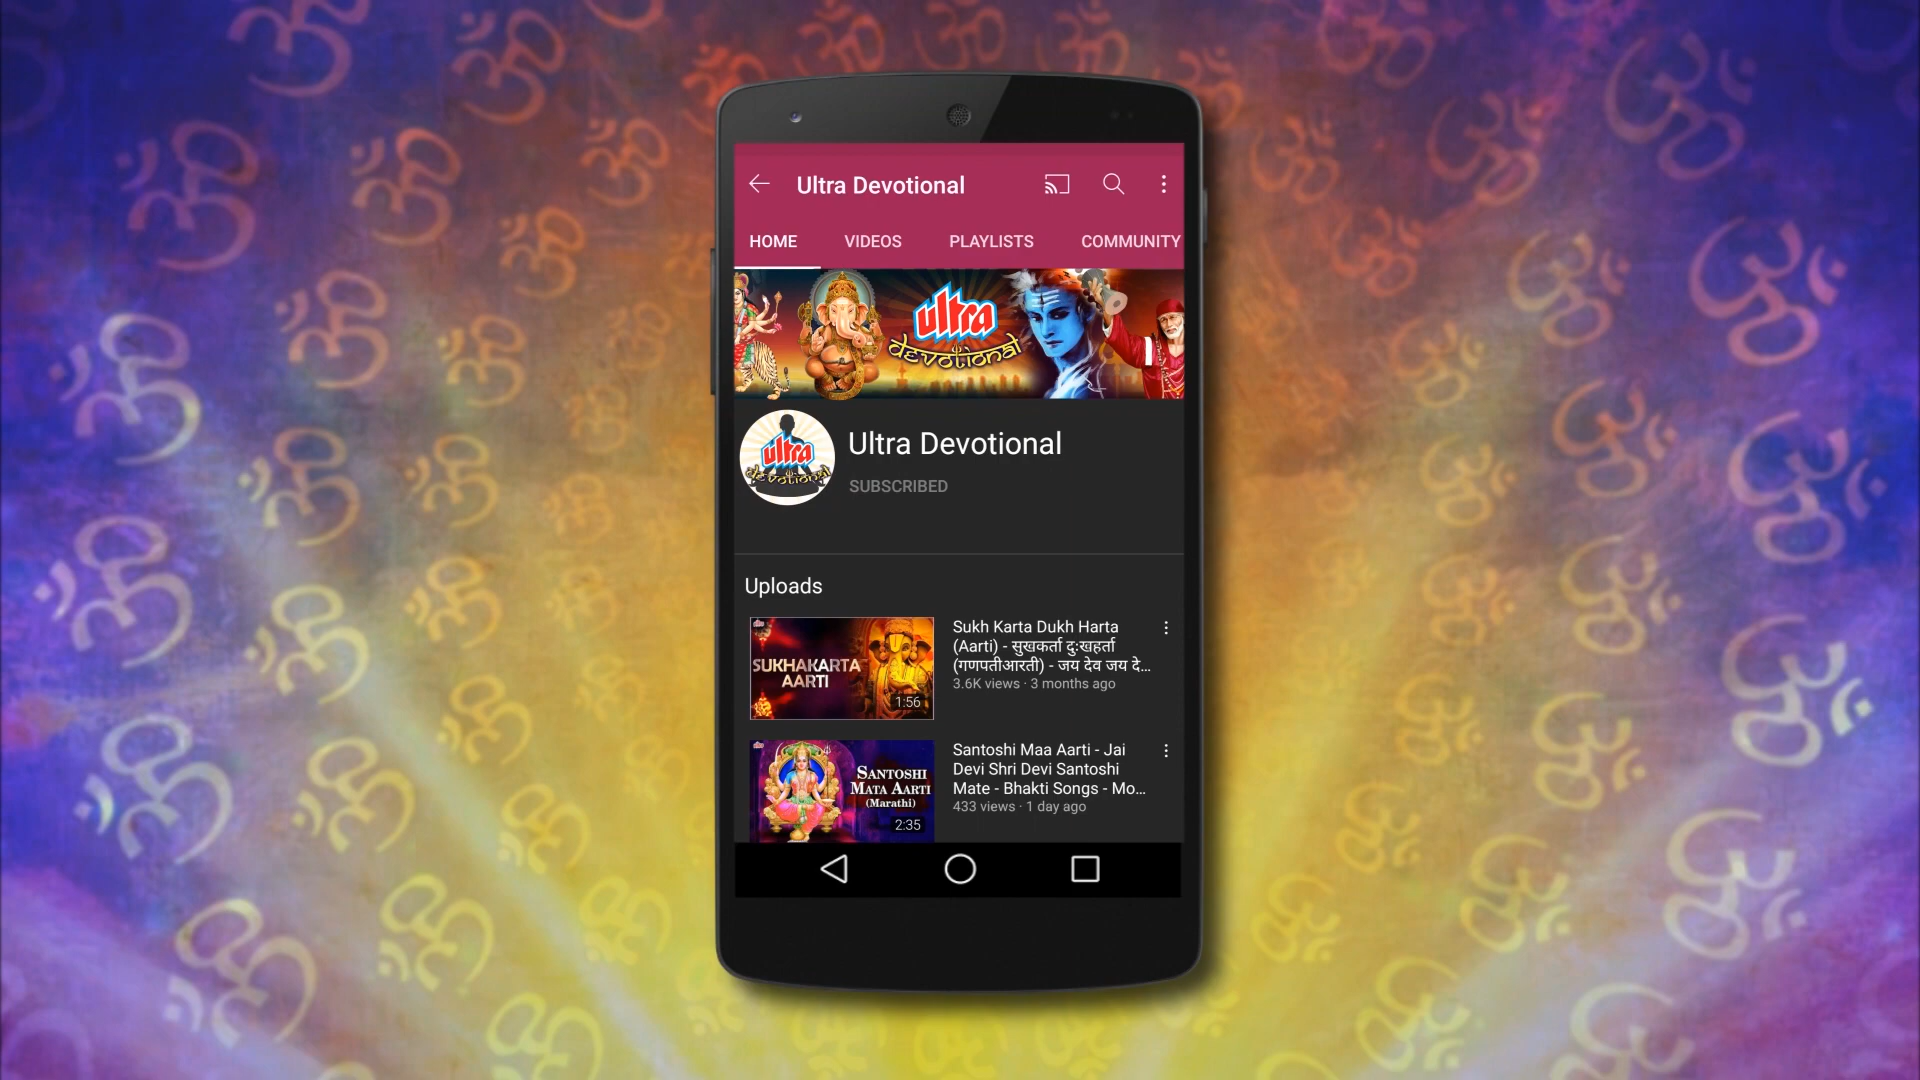 Ultra Devotional
HOME VIDEOS PLAYLISTS COMMUNITY
ultra
devotional
ultra
devotional
Ultra Devotional
SUBSCRIBED
Uploads
SUKHAKARTA
AARTI
1:56
Sukh Karta Dukh Harta
(Aarti) - सुखकर्ता दुःखहर्ता
(गणपतीआरती) - जय देव जय दे...
3.6K views · 3 months ago
SANTOSHI
MATA AARTI
(Marathi)
2:35
Santoshi Maa Aarti - Jai
Devi Shri Devi Santoshi
Mate - Bhakti Songs - Mo...
433 views · 1 day ago